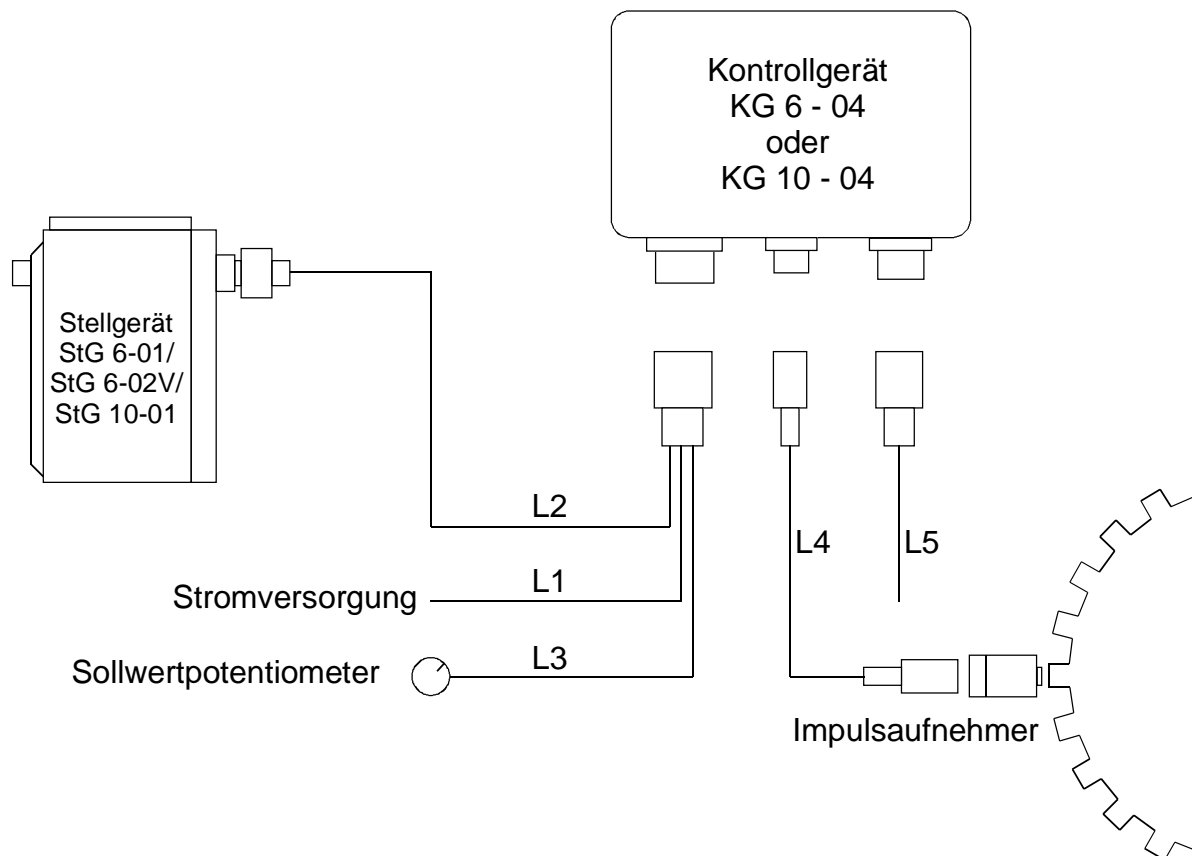 Kontrollgerät
KG 6 - 04
oder
KG 10 - 04
Stellgerät
StG 6-01/
StG 6-02V/
StG 10-01
L2
L4
L5
L1
Stromversorgung
L3
Sollwertpotentiometer
Impulsaufnehmer